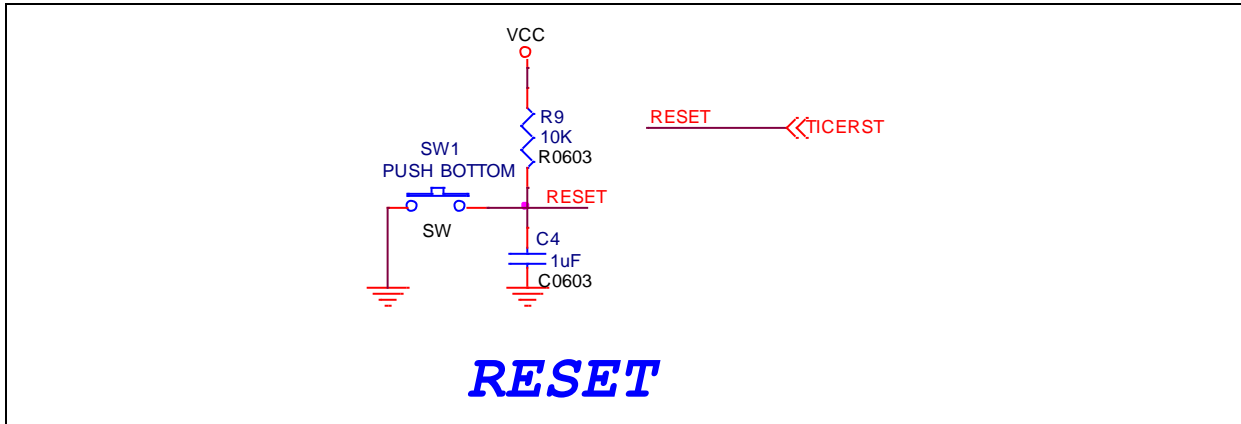 VCC
R9
10K
R0603
RESET
TICERST
SW1
PUSH BOTTOM
RESET
SW
C4
1uF
C0603
RESET